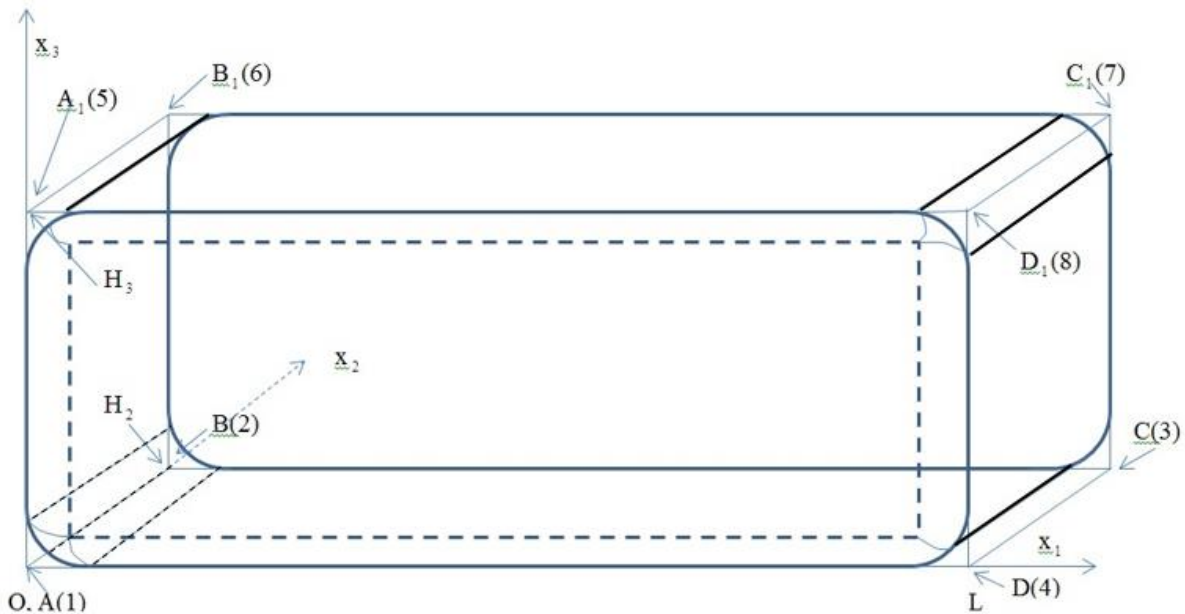 x₃
B₁(6)
C₁(7)
A₁(5)
D₁(8)
H₃
x₂
H₂
B(2)
C(3)
x₁
D(4)
O, A(1)
L